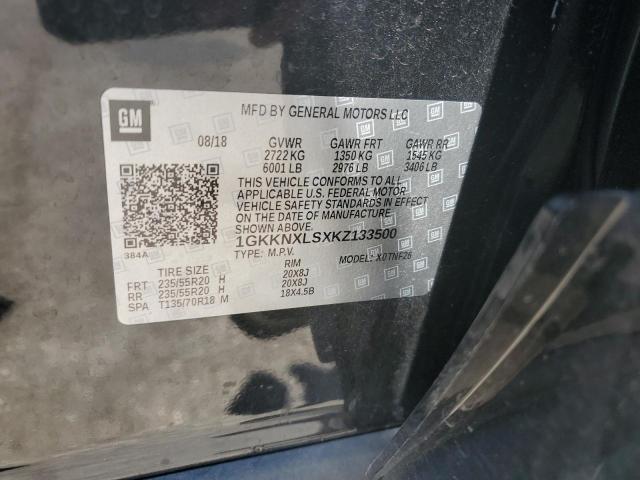 GM
MFD BY GENERAL MOTORS LLC
08/18 GVWR GAWR FRT GAWR RR
2722 KG 1350 KG 1545 KG
6001 LB 2976 LB 3406 LB
THIS VEHICLE CONFORMS TO ALL
APPLICABLE U.S. FEDERAL MOTOR
VEHICLE SAFETY STANDARDS IN EFFECT
ON THE DATE OF MANUFACTURE
SHOWN ABOVE.
1GKKNXLSXKZ133500
384A
TYPE: M.P.V. MODEL: X0TNF26
TIRE SIZE RIM
FRT 235/55R20 H 20X8J
RR 235/55R20 H 20X8J
SPA T135/70R18 M 18X4.5B